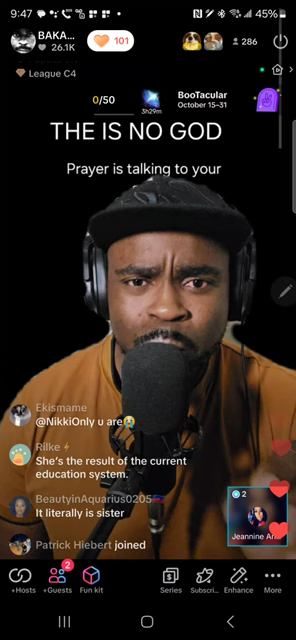 9:47
45%
BAKA...
26.1K
101
286
League C4
0/50
3h29m
BooTacular
October 15–31
THE IS NO GOD
Prayer is talking to your
Ekismame
@NikkiOnly u are😭
Rilke ⚡
She's the result of the current
education system.
BeautyinAquarius0205
It literally is sister
Patrick Hiebert joined
2
Jeannine An...
2
+Hosts
+Guests
Fun kit
Series
Subscri...
Enhance
More